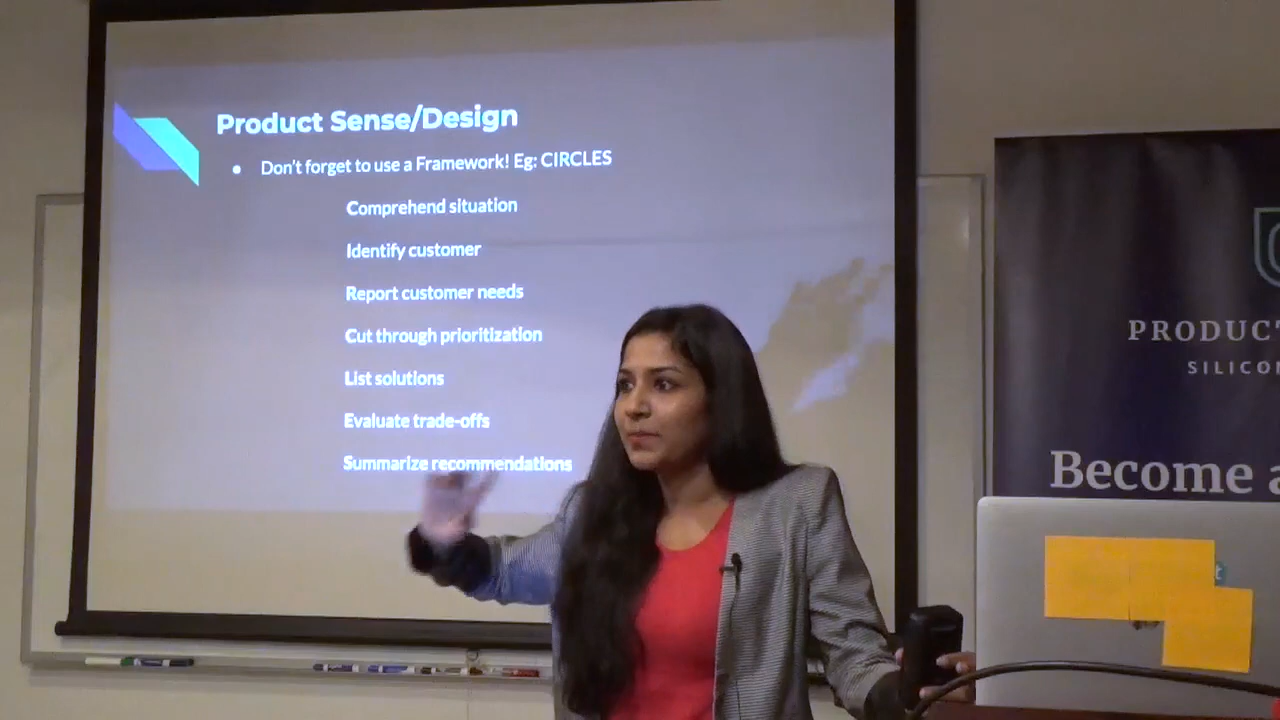 Product Sense/Design
Don't forget to use a Framework! Eg: CIRCLES
Comprehend situation
Identify customer
Report customer needs
Cut through prioritization
List solutions
Evaluate trade-offs
Summarize recommendations
PRODUCT
SILICON
Become a